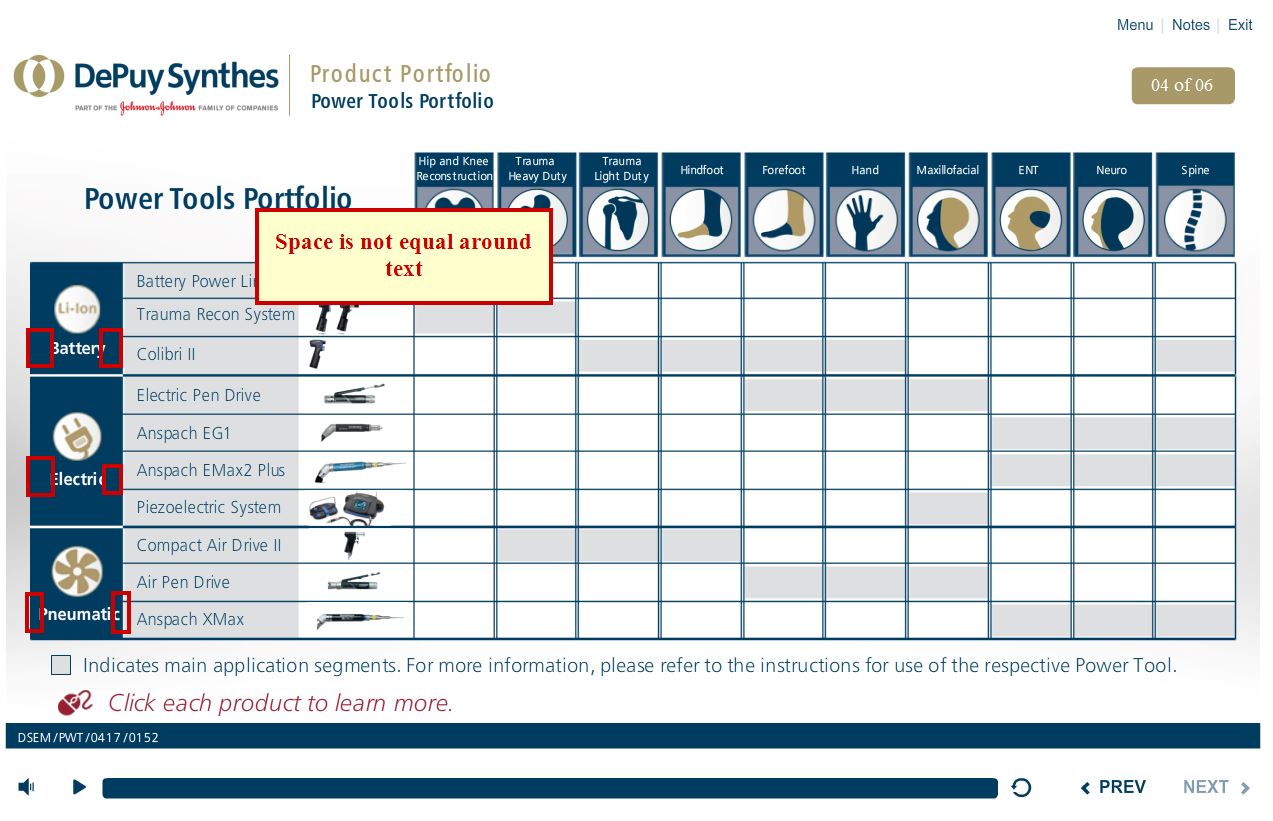 Menu | Notes | Exit
DePuy Synthes
PART OF THE Johnson & Johnson FAMILY OF COMPANIES
Product Portfolio
Power Tools Portfolio
04 of 06
Power Tools Portfolio
Hip and Knee Reconstruction
Trauma Heavy Duty
Trauma Light Duty
Hindfoot
Forefoot
Hand
Maxillofacial
ENT
Neuro
Spine
Space is not equal around
text
Li-Ion
Battery
Battery Power
Trauma Recon System
Colibri II
Electric
Electric Pen Drive
Anspach EG1
Anspach EMax2 Plus
Piezoelectric System
Pneumatic
Compact Air Drive II
Air Pen Drive
Anspach XMax
Indicates main application segments. For more information, please refer to the instructions for use of the respective Power Tool.
Click each product to learn more.
DSEM/PWT/0417/0152
PREV
NEXT